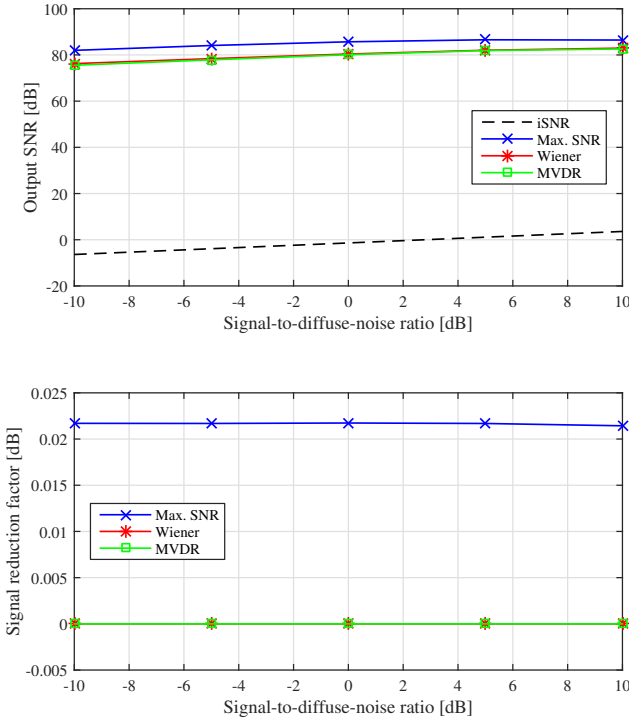 100
80
60
40
20
0
-20
Output SNR [dB]
iSNR
Max. SNR
Wiener
MVDR
-10 -8 -6 -4 -2 0 2 4 6 8 10
Signal-to-diffuse-noise ratio [dB]
0.025
0.02
0.015
0.01
0.005
0
-0.005
Signal reduction factor [dB]
Max. SNR
Wiener
MVDR
-10 -8 -6 -4 -2 0 2 4 6 8 10
Signal-to-diffuse-noise ratio [dB]